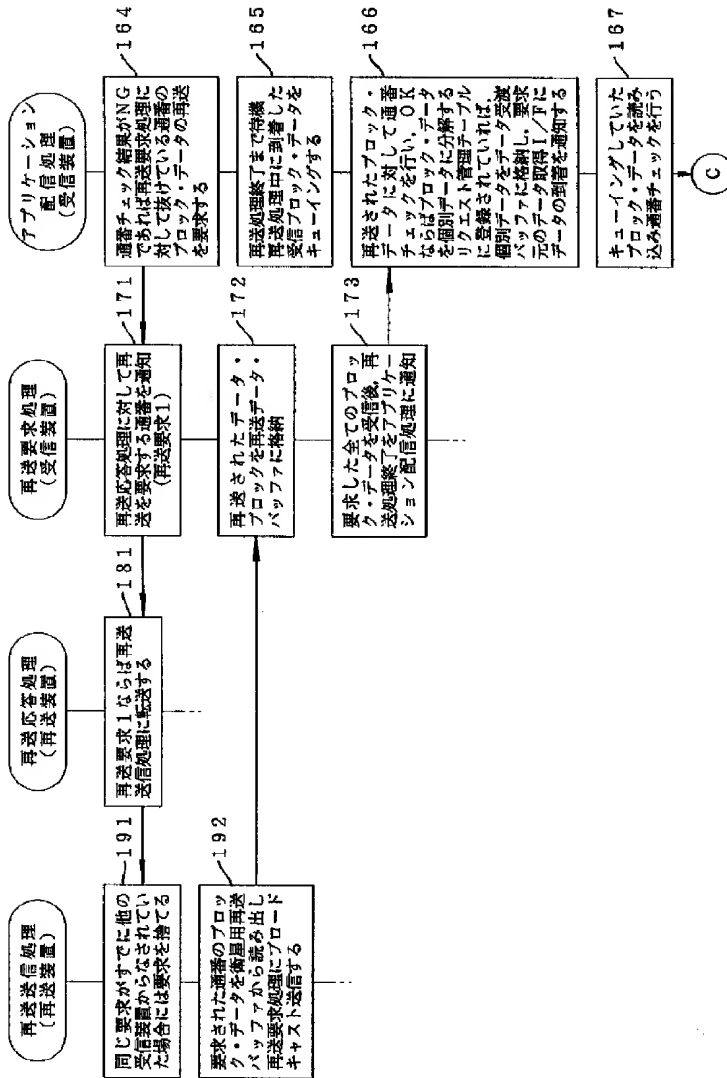 再送送信処理
(再送装置)
191
同じ要求がすでに他の
受信装置からなされてい
た場合には要求を捨てる
192
要求された通番のブロッ
ク・データを衛星用再送
バッファから読み出し
再送要求処理にブロード
キャスト送信する
再送応答処理
(再送装置)
181
再送要求1ならば再送
送信処理に転送する
再送要求処理
(受信装置)
171
再送応答処理に対して再
送を要求する通番を通知
(再送要求1)
172
再送されたデータ・
ブロックを再送データ・
バッファに格納
173
要求した全てのブロッ
ク・データを受信後,再
送処理終了をアプリケー
ション配信処理に通知
アプリケーション
配信処理
(受信装置)
164
通番チェック結果がNG
であれば再送要求処理に
対して抜けている通番の
ブロック・データの再送
を要求する
165
再送処理終了まで待機
再送処理中に到着した
受信ブロック・データを
キューイングする
166
再送されたブロック・
データに対して通番
チェックを行い,OK
ならばブロック・データ
を個別データに分解する
リクエスト管理テーブル
に登録されていれば,
個別データをデータ受渡
バッファに格納し,要求
元のデータ取得I/Fに
データの到着を通知する
167
キューイングしていた
ブロック・データを読み
込み通番チェックを行う
C